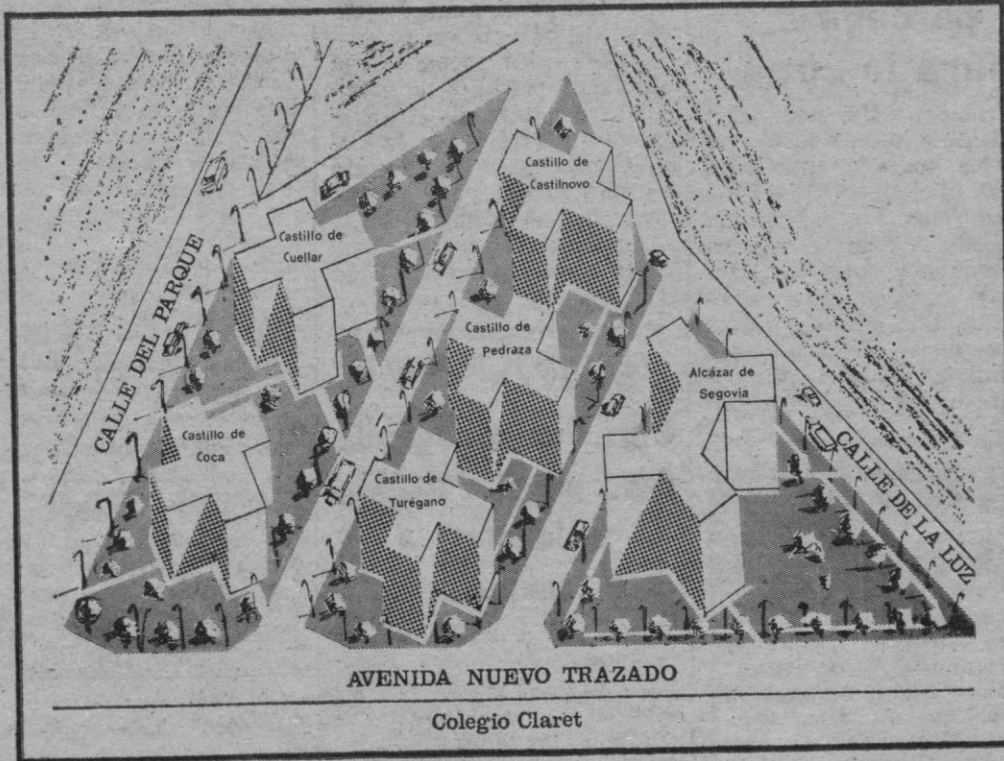 Castillo de
Castilnovo
Castillo de
Cuellar
CALLE DEL PARQUE
Castillo de
Pedraza
Alcázar de
Segovia
Castillo de
Coca
Castillo de
Turégano
CALLE DE LA LUZ
AVENIDA NUEVO TRAZADO
Colegio Claret